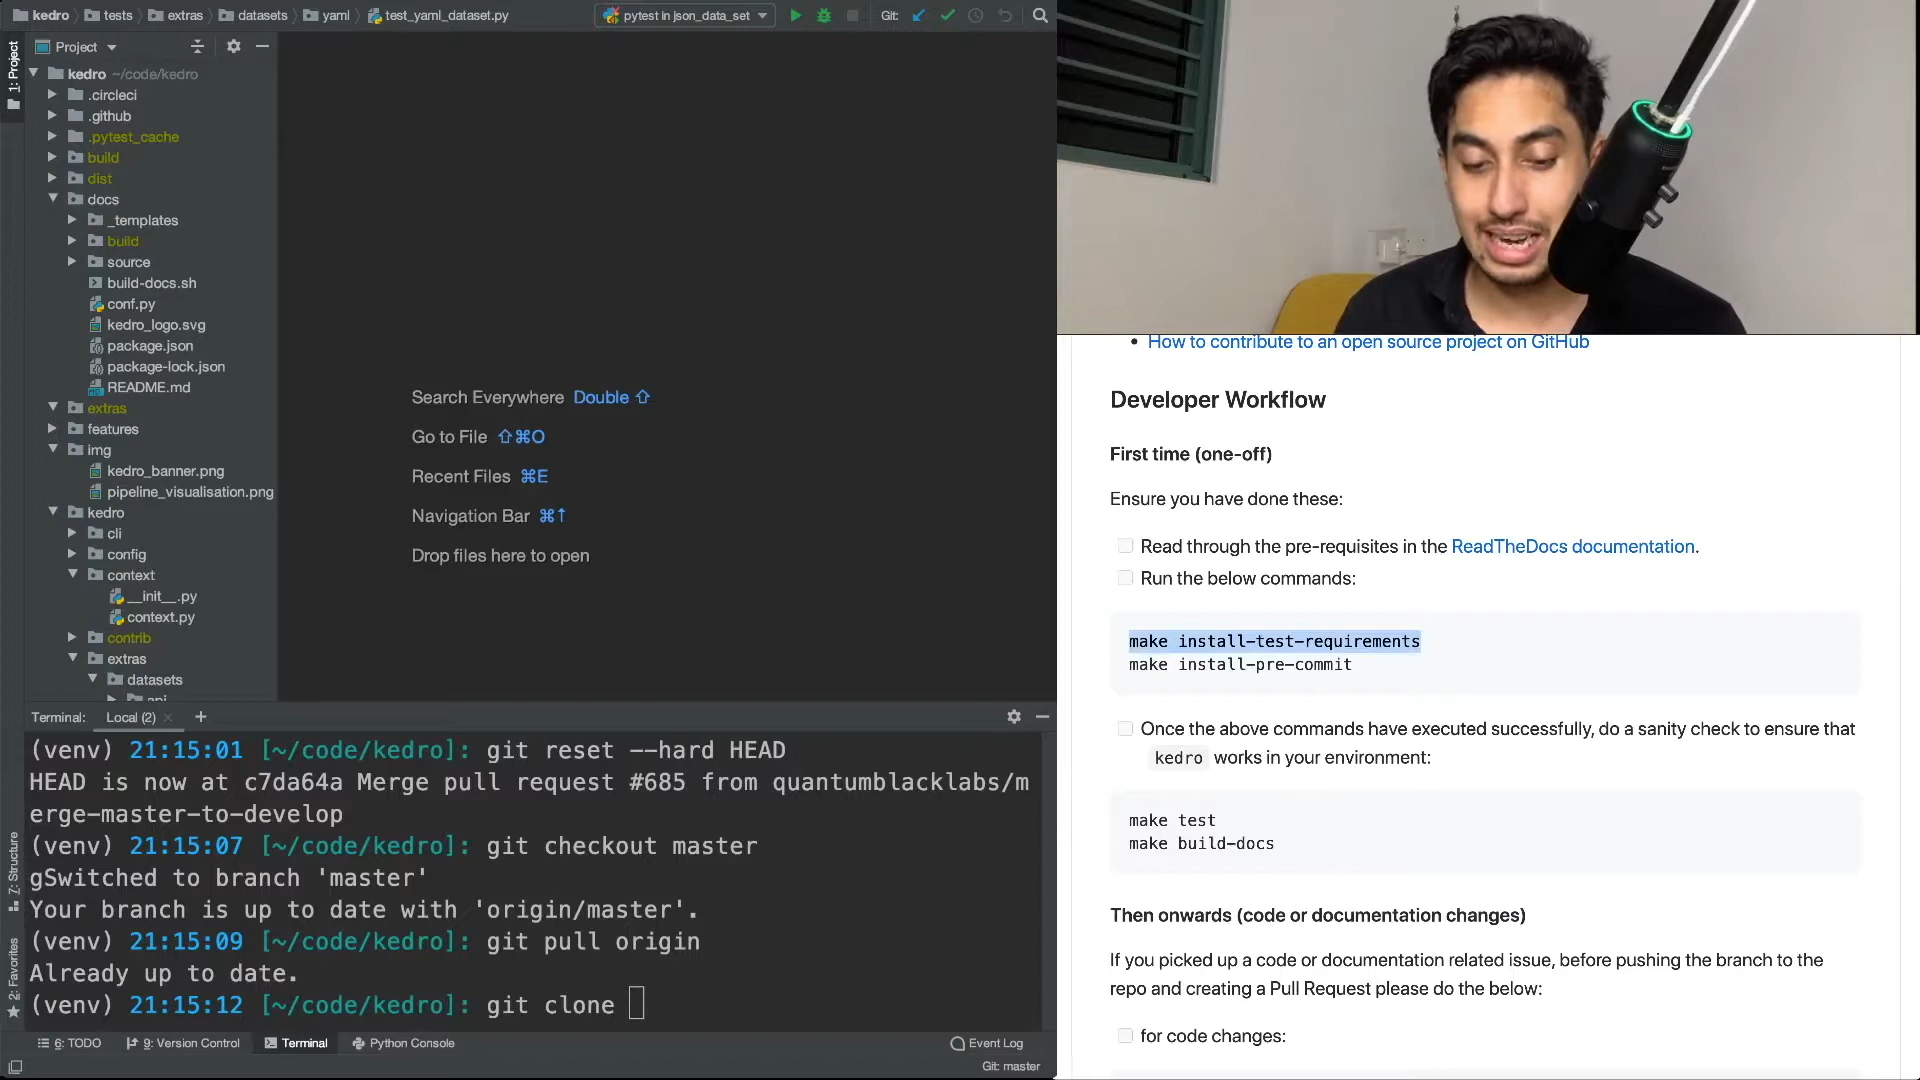 kedro tests extras datasets yaml test_yaml_dataset.py
pytest in json_data_set
Git:
1: Project
Project
kedro ~/code/kedro
.circleci
.github
.pytest_cache
build
dist
docs
_templates
build
source
build-docs.sh
conf.py
kedro_logo.svg
package.json
package-lock.json
README.md
extras
features
img
kedro_banner.png
pipeline_visualisation.png
kedro
cli
config
context
__init__.py
context.py
contrib
extras
datasets
api
Search Everywhere Double ⇧
Go to File ⇧⌘O
Recent Files ⌘E
Navigation Bar ⌘↑
Drop files here to open
Terminal: Local (2) × +
(venv) 21:15:01 [~/code/kedro]: git reset --hard HEAD
HEAD is now at c7da64a Merge pull request #685 from quantumblacklabs/m
erge-master-to-develop
(venv) 21:15:07 [~/code/kedro]: git checkout master
gSwitched to branch 'master'
Your branch is up to date with 'origin/master'.
(venv) 21:15:09 [~/code/kedro]: git pull origin
Already up to date.
(venv) 21:15:12 [~/code/kedro]: git clone
7: Structure
2: Favorites
6: TODO 9: Version Control Terminal Python Console Event Log
Git: master
• How to contribute to an open source project on GitHub
Developer Workflow
First time (one-off)
Ensure you have done these:
Read through the pre-requisites in the ReadTheDocs documentation.
Run the below commands:
make install-test-requirements
make install-pre-commit
Once the above commands have executed successfully, do a sanity check to ensure that
kedro works in your environment:
make test
make build-docs
Then onwards (code or documentation changes)
If you picked up a code or documentation related issue, before pushing the branch to the
repo and creating a Pull Request please do the below:
for code changes: